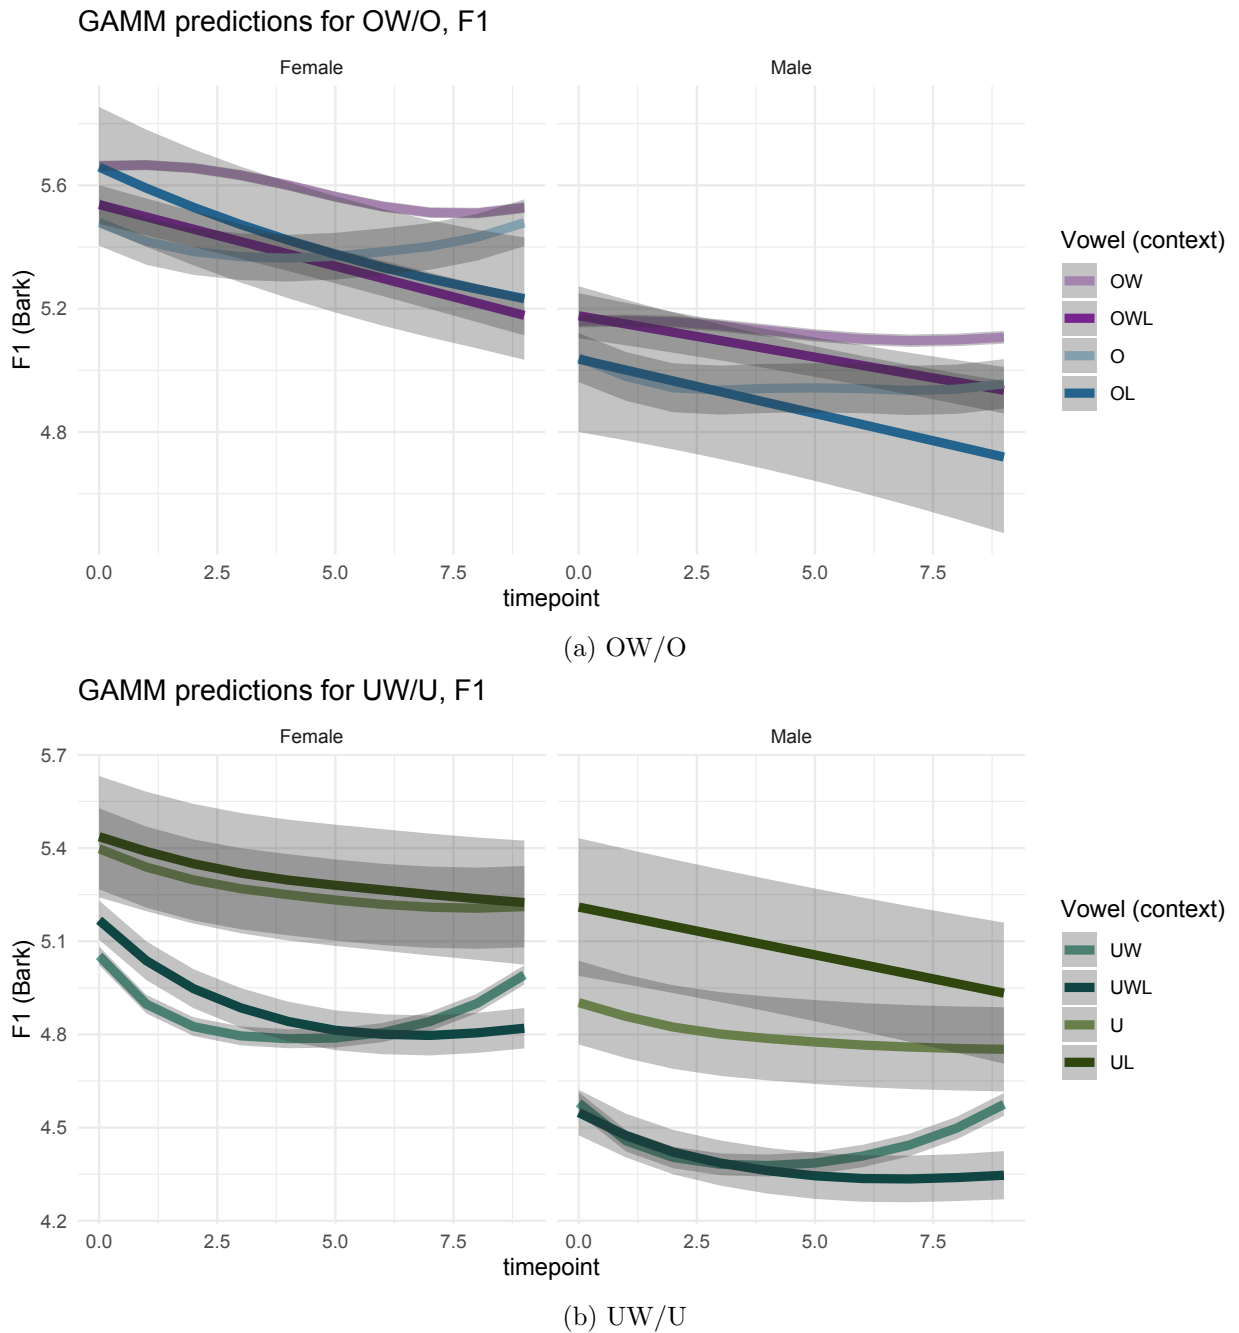 GAMM predictions for OW/O, F1
Female
Male
5.6
5.2
4.8
F1 (Bark)
0.0 2.5 5.0 7.5
0.0 2.5 5.0 7.5
timepoint
Vowel (context)
OW
OWL
O
OL
(a) OW/O
GAMM predictions for UW/U, F1
Female
Male
5.7
5.4
5.1
4.8
4.5
4.2
F1 (Bark)
0.0 2.5 5.0 7.5
0.0 2.5 5.0 7.5
timepoint
Vowel (context)
UW
UWL
U
UL
(b) UW/U